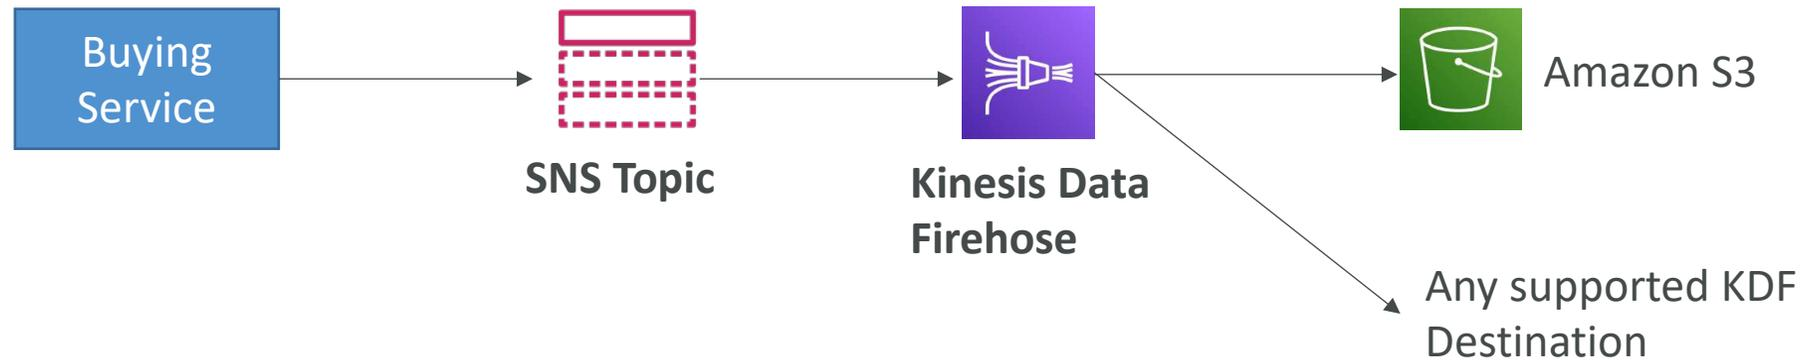 Buying
Service
SNS Topic
Kinesis Data
Firehose
Amazon S3
Any supported KDF
Destination